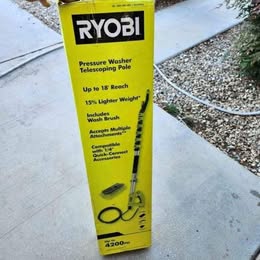 RYOBI
Pressure Washer
Telescoping Pole
Up to 18' Reach
15% Lighter Weight*
Includes
Wash Brush
Accepts Multiple
Attachments**
Compatible
with 1/4"
Quick-Connect
Accessories
4200